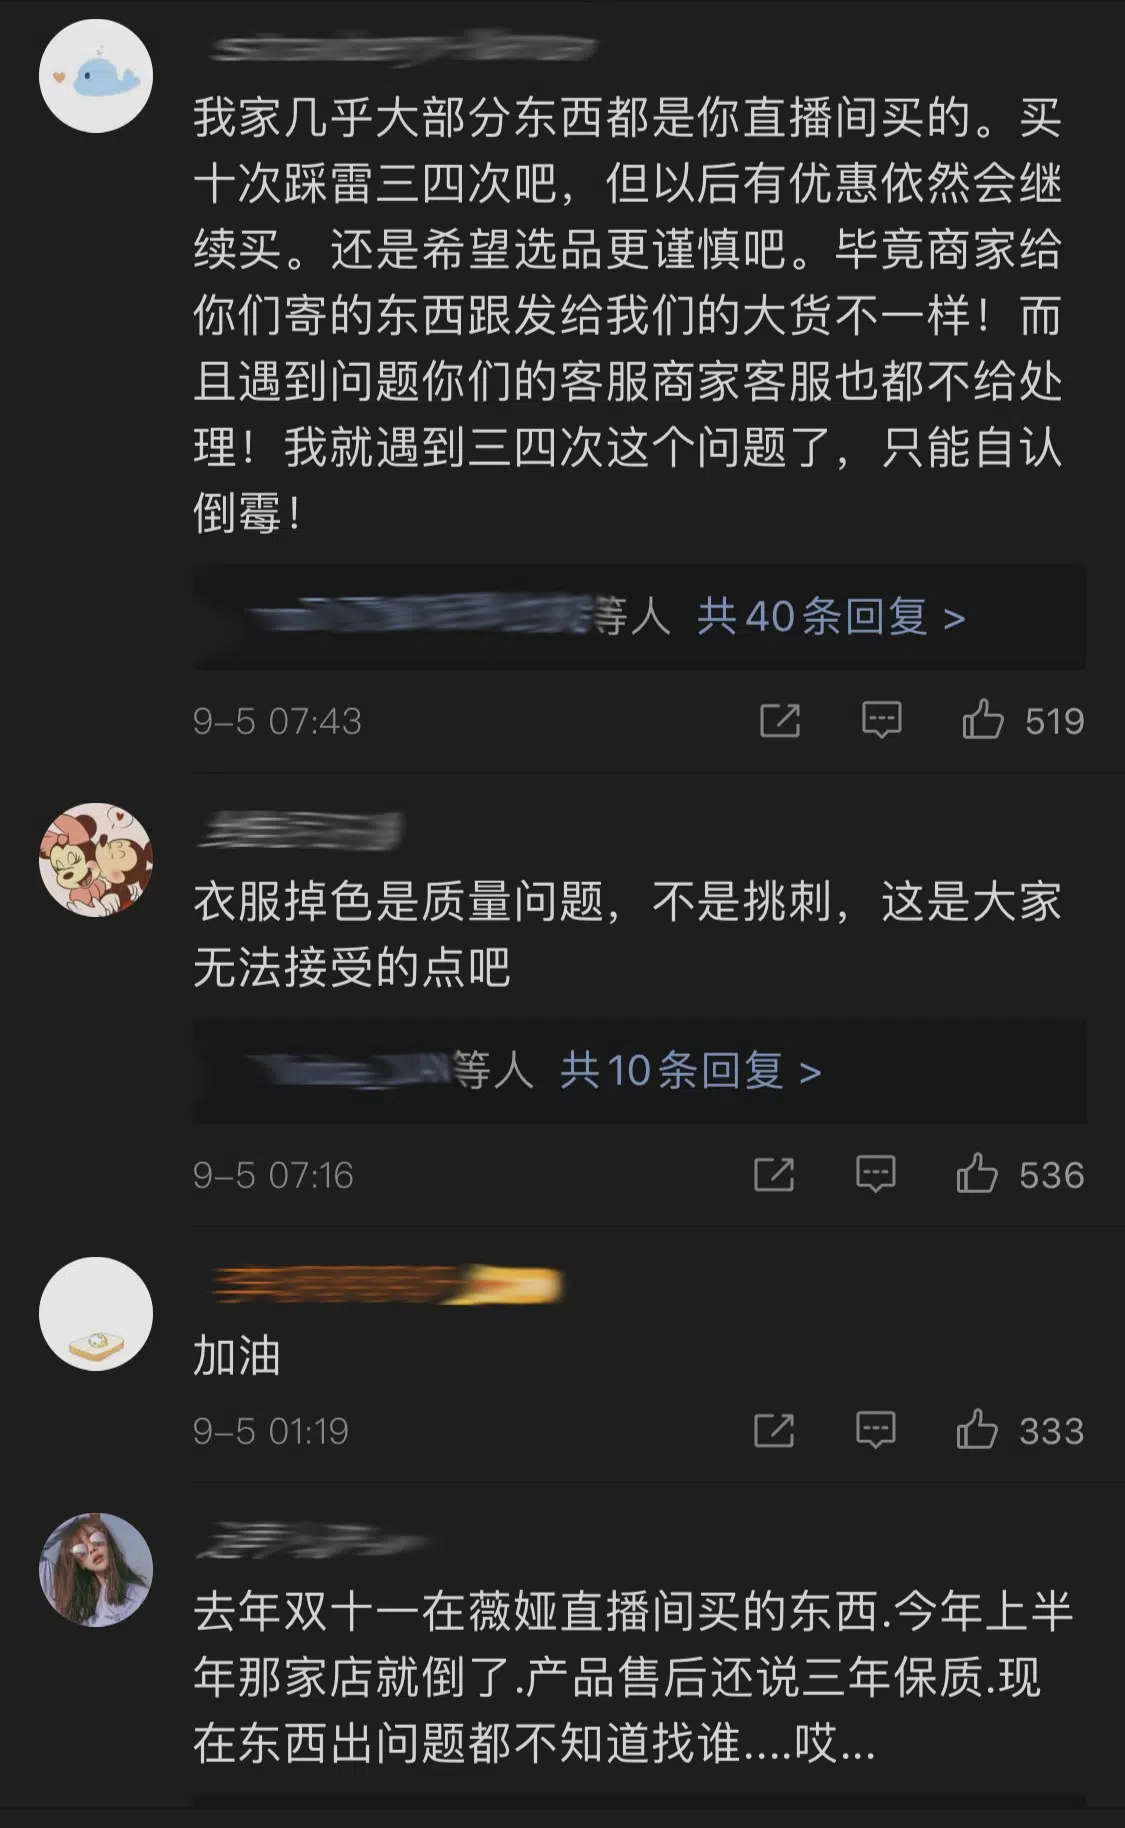 我家几乎大部分东西都是你直播间买的。买
十次踩雷三四次吧，但以后有优惠依然会继
续买。还是希望选品更谨慎吧。毕竟商家给
你们寄的东西跟发给我们的大货不一样！而
且遇到问题你们的客服商家客服也都不给处
理！我就遇到三四次这个问题了，只能自认
倒霉！
等人 共40条回复 >
9-5 07:43 519
衣服掉色是质量问题，不是挑刺，这是大家
无法接受的点吧
等人 共10条回复 >
9-5 07:16 536
加油
9-5 01:19 333
去年双十一在薇娅直播间买的东西.今年上半
年那家店就倒了.产品售后还说三年保质.现
在东西出问题都不知道找谁....哎...